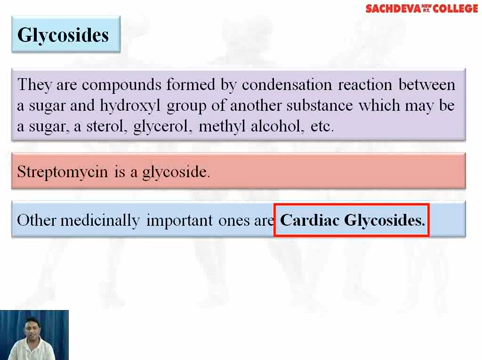 SACHDEVA NEW P.T. COLLEGE
Glycosides
They are compounds formed by condensation reaction between
a sugar and hydroxyl group of another substance which may be
a sugar, a sterol, glycerol, methyl alcohol, etc.
Streptomycin is a glycoside.
Other medicinally important ones are Cardiac Glycosides.